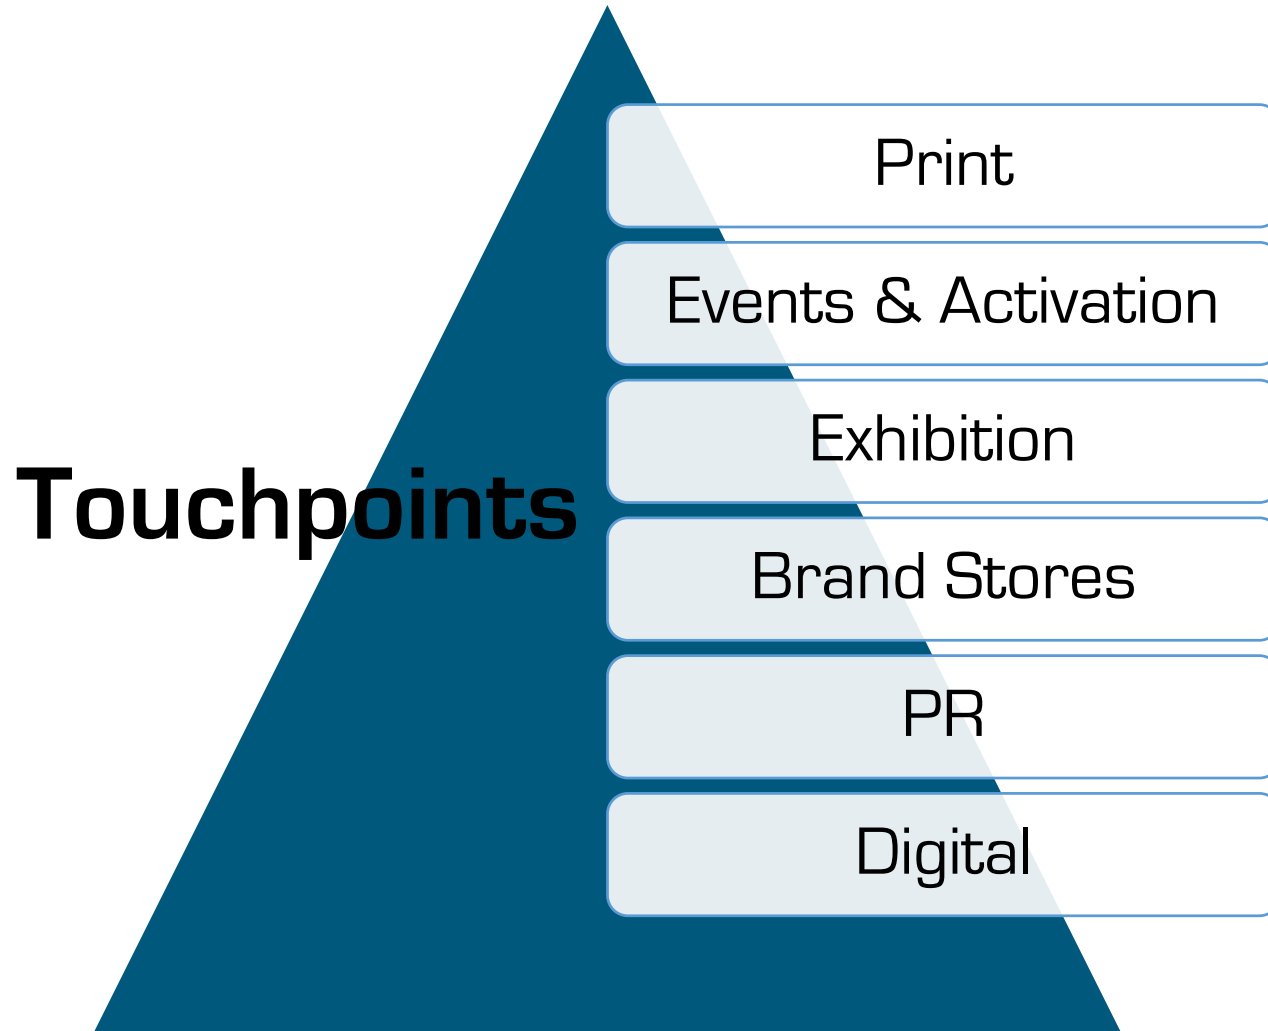 Print
Events & Activation
Exhibition
Touchpoints
Brand Stores
PR
Digital